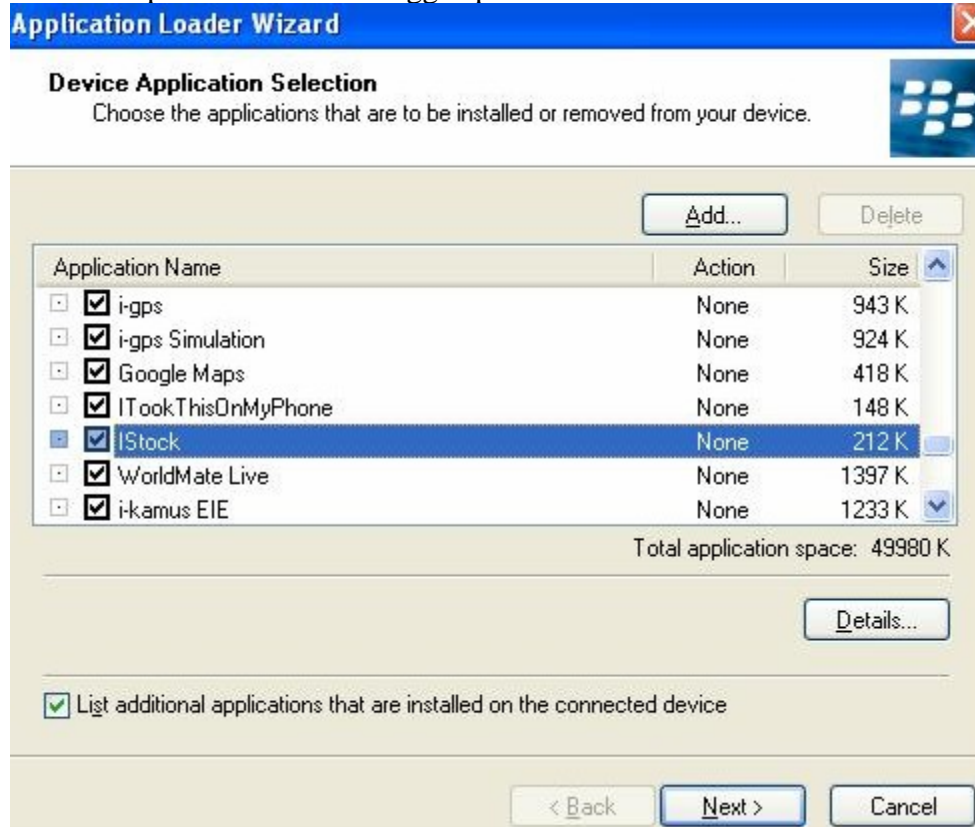 Application Loader Wizard
Device Application Selection
Choose the applications that are to be installed or removed from your device.
Add... Delete
Application Name Action Size
i-gps None 943 K
i-gps Simulation None 924 K
Google Maps None 418 K
ITookThisOnMyPhone None 148 K
IStock None 212 K
WorldMate Live None 1397 K
i-kamus EIE None 1233 K
Total application space: 49980 K
Details...
List additional applications that are installed on the connected device
< Back Next > Cancel